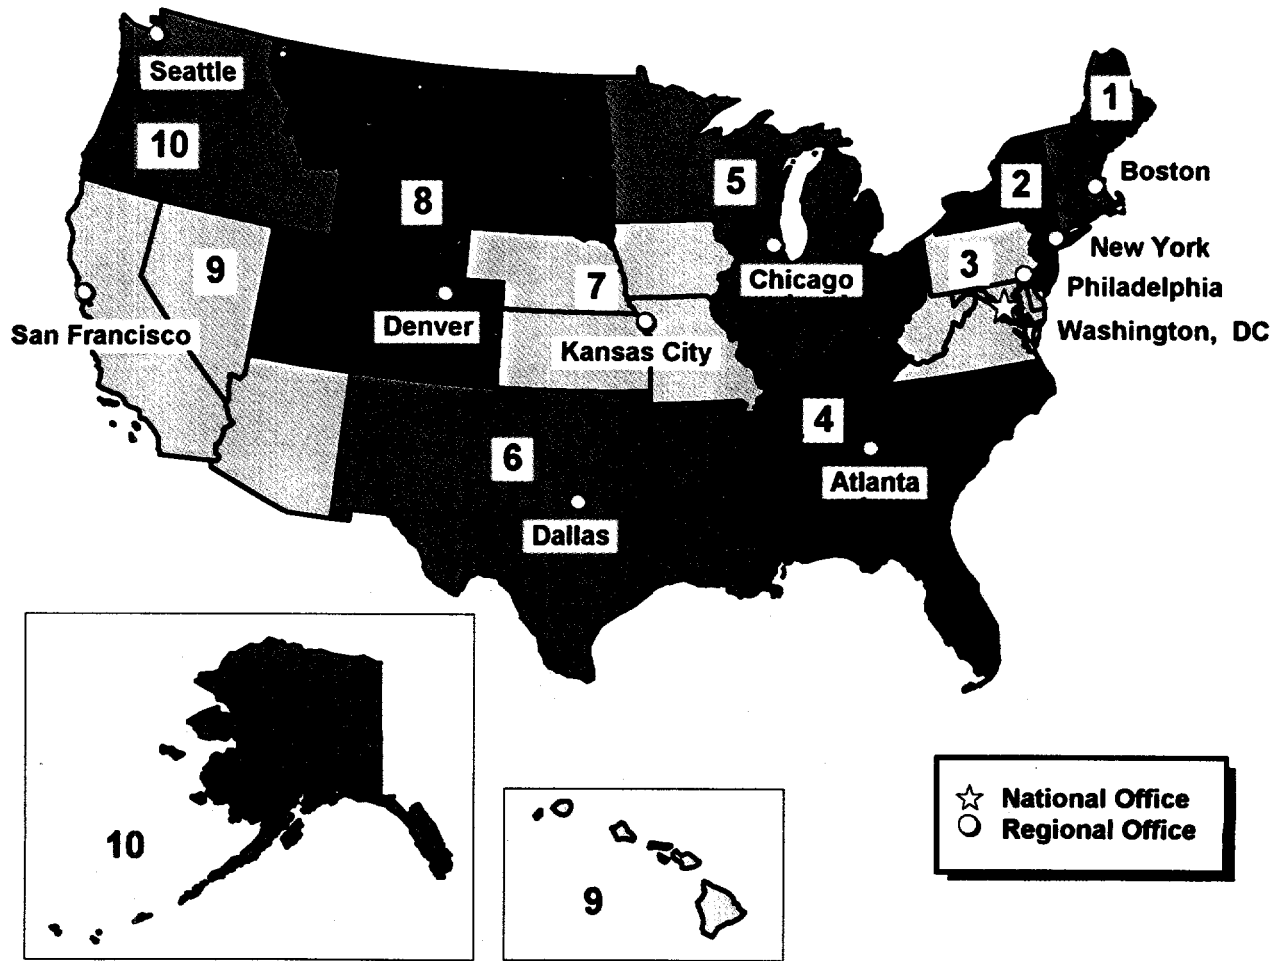 Seattle
1
10
5
2
Boston
8
9
3
New York
7
Chicago
Philadelphia
Denver
San Francisco
Kansas City
Washington, DC
4
6
Atlanta
Dallas
National Office
Regional Office
10
9